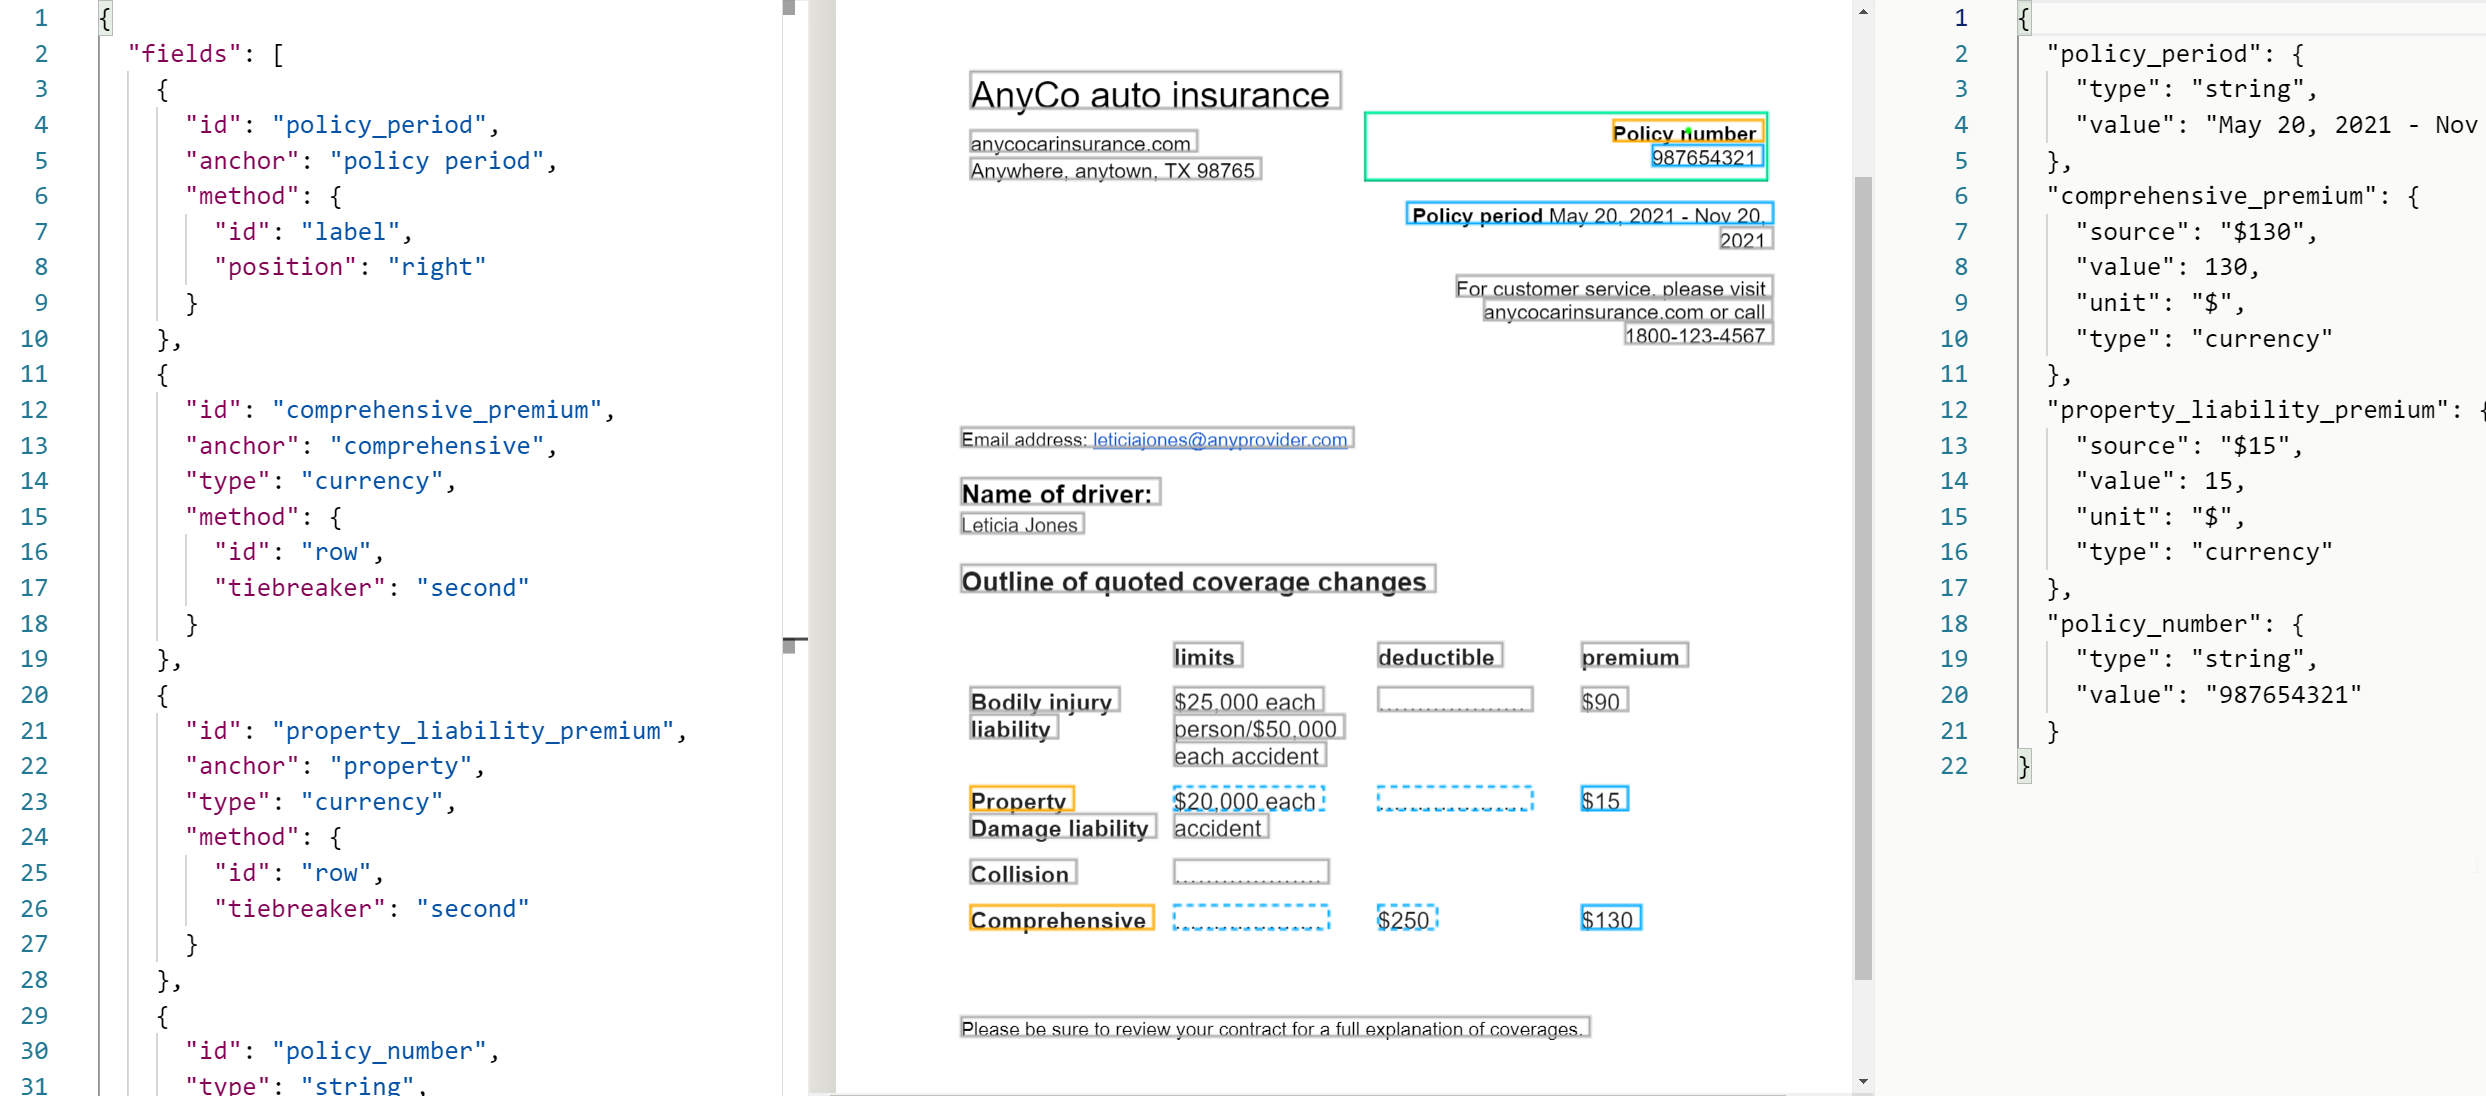 1 {
2 "fields": [
3 {
4 "id": "policy_period",
5 "anchor": "policy period",
6 "method": {
7 "id": "label",
8 "position": "right"
9 }
10 },
11 {
12 "id": "comprehensive_premium",
13 "anchor": "comprehensive",
14 "type": "currency",
15 "method": {
16 "id": "row",
17 "tiebreaker": "second"
18 }
19 },
20 {
21 "id": "property_liability_premium",
22 "anchor": "property",
23 "type": "currency",
24 "method": {
25 "id": "row",
26 "tiebreaker": "second"
27 }
28 },
29 {
30 "id": "policy_number",
31 "type": "string",
AnyCo auto insurance
anycocarinsurance.com
Anywhere, anytown, TX 98765
Policy number
987654321
Policy period May 20, 2021 - Nov 20,
2021
For customer service, please visit
anycocarinsurance.com or call
1800-123-4567
Email address: leticiajones@anyprovider.com
Name of driver:
Leticia Jones
Outline of quoted coverage changes
limits deductible premium
Bodily injury $25,000 each ................... $90
liability person/$50,000
each accident
Property $20,000 each ................... $15
Damage liability accident
Collision ...................
Comprehensive ................... $250 $130
Please be sure to review your contract for a full explanation of coverages.
1 {
2 "policy_period": {
3 "type": "string",
4 "value": "May 20, 2021 - Nov
5 },
6 "comprehensive_premium": {
7 "source": "$130",
8 "value": 130,
9 "unit": "$",
10 "type": "currency"
11 },
12 "property_liability_premium": {
13 "source": "$15",
14 "value": 15,
15 "unit": "$",
16 "type": "currency"
17 },
18 "policy_number": {
19 "type": "string",
20 "value": "987654321"
21 }
22 }